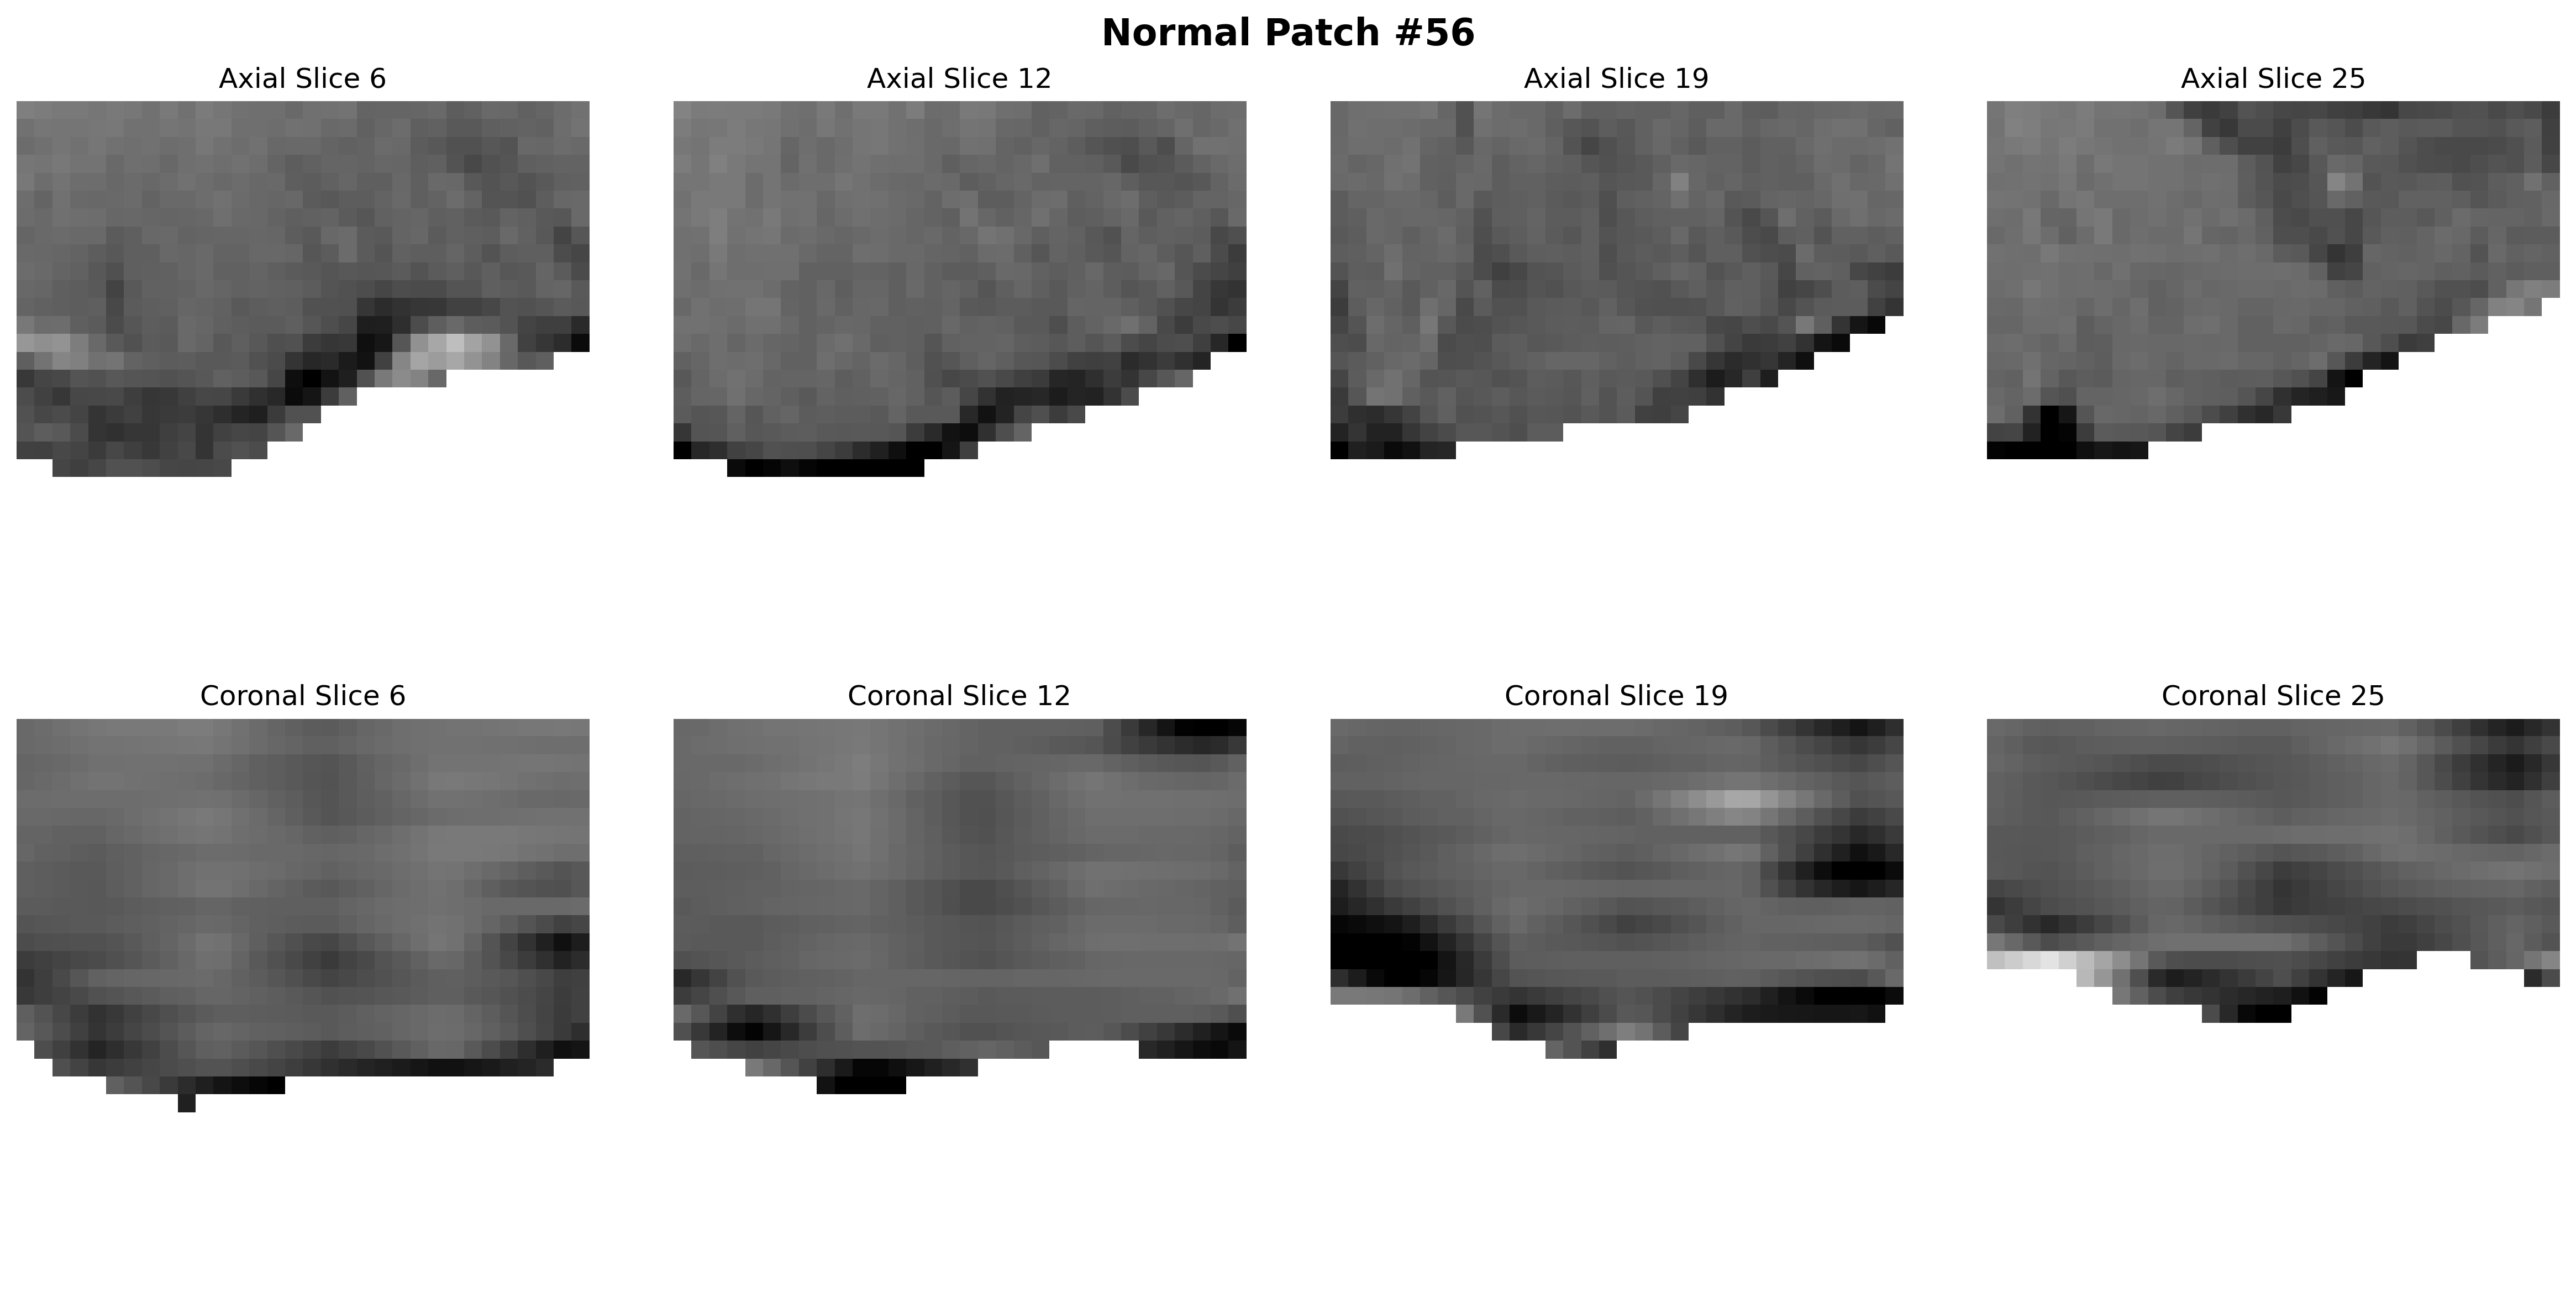 Normal Patch #56
Axial Slice 6
Axial Slice 12
Axial Slice 19
Axial Slice 25
Coronal Slice 6
Coronal Slice 12
Coronal Slice 19
Coronal Slice 25